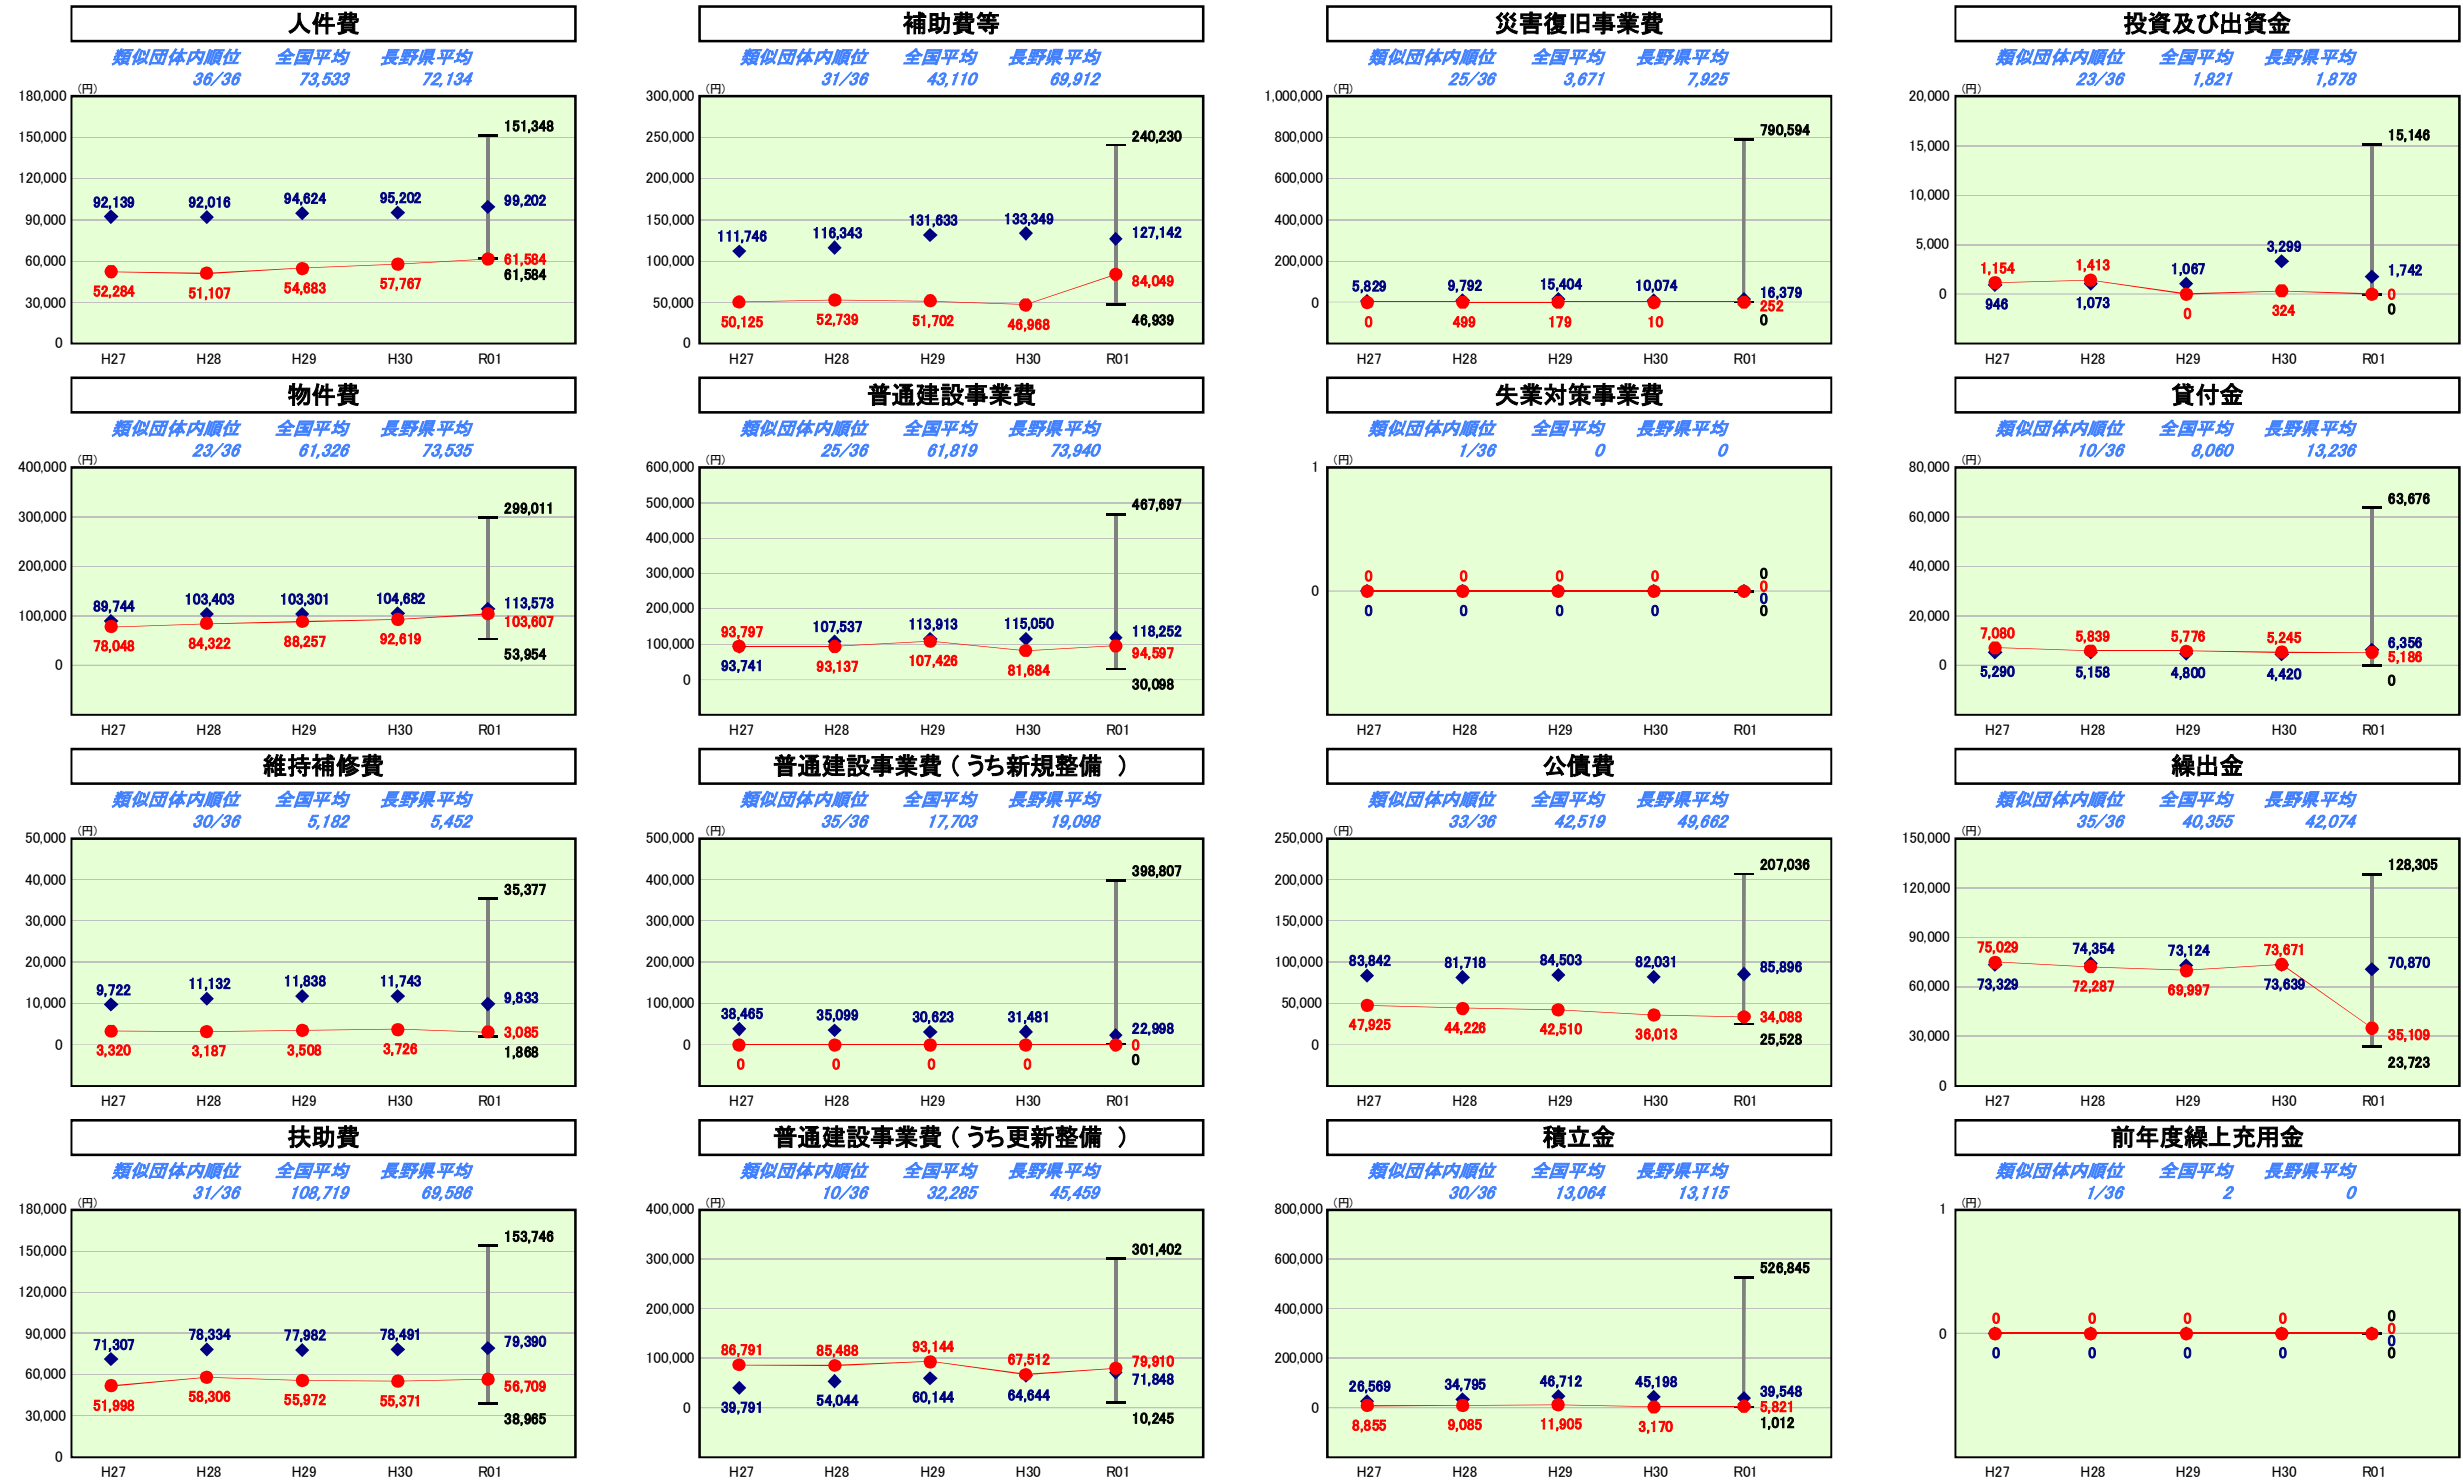 人件費
類似団体内順位 全国平均 長野県平均
36/36 73,533 72,134
(円)
180,000
150,000
120,000
90,000
60,000
30,000
0
151,348
92,139 92,016 94,624 95,202 99,202
52,284 51,107 54,683 57,767 61,584
61,584
H27 H28 H29 H30 R01
補助費等
類似団体内順位 全国平均 長野県平均
31/36 43,110 69,912
(円)
300,000
250,000
200,000
150,000
100,000
50,000
0
240,230
111,746 116,343 131,633 133,349 127,142
50,125 52,739 51,702 46,968 84,049
46,939
H27 H28 H29 H30 R01
災害復旧事業費
類似団体内順位 全国平均 長野県平均
25/36 3,671 7,925
(円)
1,000,000
800,000
600,000
400,000
200,000
0
790,594
5,829 9,792 15,404 10,074 16,379
0 499 179 10 252
0
H27 H28 H29 H30 R01
投資及び出資金
類似団体内順位 全国平均 長野県平均
23/36 1,821 1,878
(円)
20,000
15,000
10,000
5,000
0
15,146
1,154 1,413 1,067 3,299 1,742
946 1,073 0 324 0
0
H27 H28 H29 H30 R01
物件費
類似団体内順位 全国平均 長野県平均
23/36 61,326 73,535
(円)
400,000
300,000
200,000
100,000
0
299,011
89,744 103,403 103,301 104,682 113,573
78,048 84,322 88,257 92,619 103,607
53,954
H27 H28 H29 H30 R01
普通建設事業費
類似団体内順位 全国平均 長野県平均
25/36 61,819 73,940
(円)
600,000
500,000
400,000
300,000
200,000
100,000
0
467,697
93,797 107,537 113,913 115,050 118,252
93,741 93,137 107,426 81,684 94,597
30,098
H27 H28 H29 H30 R01
失業対策事業費
類似団体内順位 全国平均 長野県平均
1/36 0 0
(円)
1
0
0
0 0 0 0 0
0 0 0 0 0
0
H27 H28 H29 H30 R01
貸付金
類似団体内順位 全国平均 長野県平均
10/36 8,060 13,236
(円)
80,000
60,000
40,000
20,000
0
63,676
7,080 5,839 5,776 5,245 6,356
5,290 5,158 4,800 4,420 5,186
0
H27 H28 H29 H30 R01
維持補修費
類似団体内順位 全国平均 長野県平均
30/36 5,182 5,452
(円)
50,000
40,000
30,000
20,000
10,000
0
35,377
9,722 11,132 11,838 11,743 9,833
3,320 3,187 3,508 3,726 3,085
1,868
H27 H28 H29 H30 R01
普通建設事業費（うち新規整備　）
類似団体内順位 全国平均 長野県平均
35/36 17,703 19,098
(円)
500,000
400,000
300,000
200,000
100,000
0
398,807
38,465 35,099 30,623 31,481 22,998
0 0 0 0 0
0
H27 H28 H29 H30 R01
公債費
類似団体内順位 全国平均 長野県平均
33/36 42,519 49,662
(円)
250,000
200,000
150,000
100,000
50,000
0
207,036
83,842 81,718 84,503 82,031 85,896
47,925 44,226 42,510 36,013 34,088
25,528
H27 H28 H29 H30 R01
繰出金
類似団体内順位 全国平均 長野県平均
35/36 40,355 42,074
(円)
150,000
120,000
90,000
60,000
30,000
0
128,305
75,029 74,354 73,124 73,671 70,870
73,329 72,287 69,997 73,639 35,109
23,723
H27 H28 H29 H30 R01
扶助費
類似団体内順位 全国平均 長野県平均
31/36 108,719 69,586
(円)
180,000
150,000
120,000
90,000
60,000
30,000
0
153,746
71,307 78,334 77,982 78,491 79,390
51,998 58,306 55,972 55,371 56,709
38,965
H27 H28 H29 H30 R01
普通建設事業費（うち更新整備　）
類似団体内順位 全国平均 長野県平均
10/36 32,285 45,459
(円)
400,000
300,000
200,000
100,000
0
301,402
86,791 85,488 93,144 67,512 79,910
39,791 54,044 60,144 64,644 71,848
10,245
H27 H28 H29 H30 R01
積立金
類似団体内順位 全国平均 長野県平均
30/36 13,064 13,115
(円)
800,000
600,000
400,000
200,000
0
526,845
26,569 34,795 46,712 45,198 39,548
8,855 9,085 11,905 3,170 5,821
1,012
H27 H28 H29 H30 R01
前年度繰上充用金
類似団体内順位 全国平均 長野県平均
1/36 2 0
(円)
1
0
0
0 0 0 0 0
0 0 0 0 0
0
H27 H28 H29 H30 R01